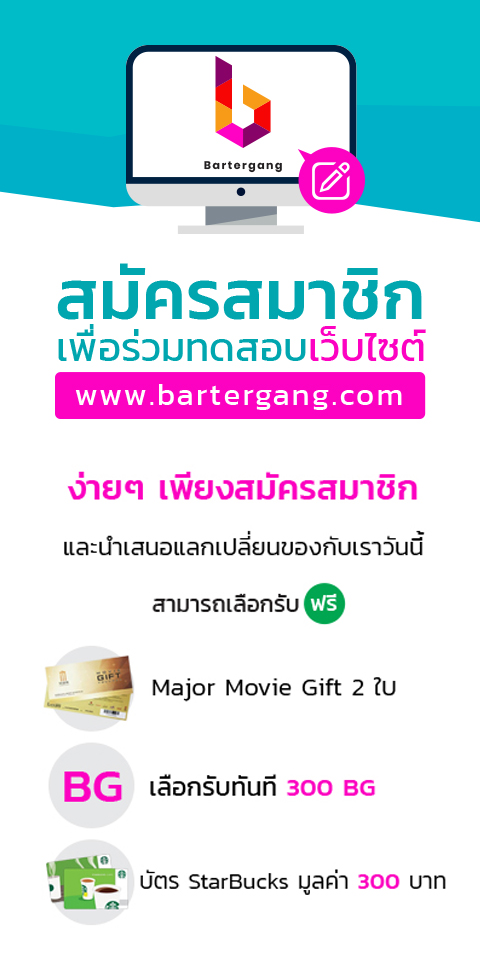 Bartergang
สมัครสมาชิก
เพื่อร่วมทดสอบเว็บไซต์
www.bartergang.com
ง่ายๆ เพียงสมัครสมาชิก
และนำเสนอแลกเปลี่ยนของกับเราวันนี้
สามารถเลือกรับ ฟรี
GIFT
Major Movie Gift 2 ใบ
BG
เลือกรับทันที 300 BG
บัตร StarBucks มูลค่า 300 บาท